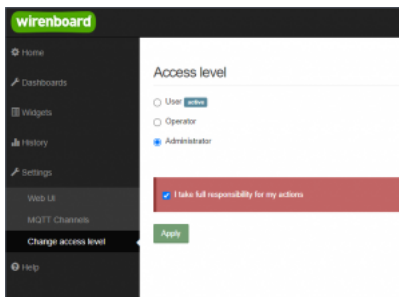 wirenboard
Home
Dashboards
Widgets
History
Settings
Web UI
MQTT Channels
Change access level
Help
Access level
User active
Operator
Administrator
I take full responsibility for my actions
Apply